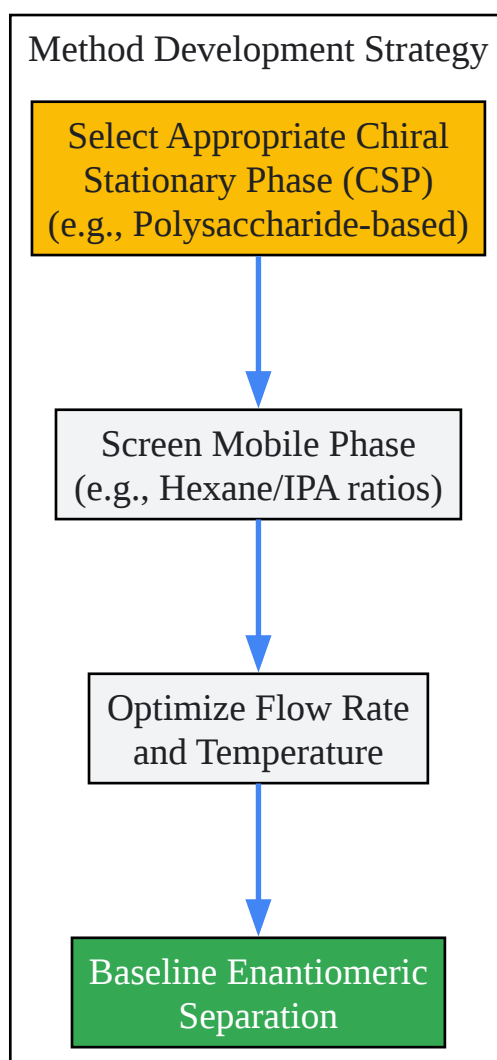 Method Development Strategy
Select Appropriate Chiral
Stationary Phase (CSP)
(e.g., Polysaccharide-based)
Screen Mobile Phase
(e.g., Hexane/IPA ratios)
Optimize Flow Rate
and Temperature
Baseline Enantiomeric
Separation